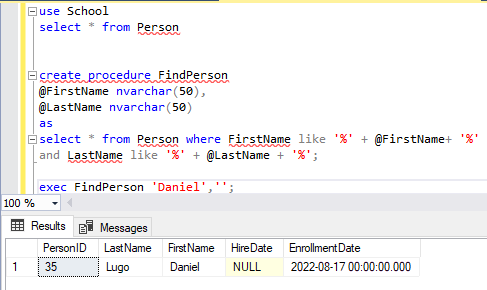 use School
select * from Person
create procedure FindPerson
@FirstName nvarchar(50),
@LastName nvarchar(50)
as
select * from Person where FirstName like '%' + @FirstName+ '%'
and LastName like '%' + @LastName + '%';
exec FindPerson 'Daniel','';
100 %
Results Messages
PersonID LastName FirstName HireDate EnrollmentDate
1 35 Lugo Daniel NULL 2022-08-17 00:00:00.000